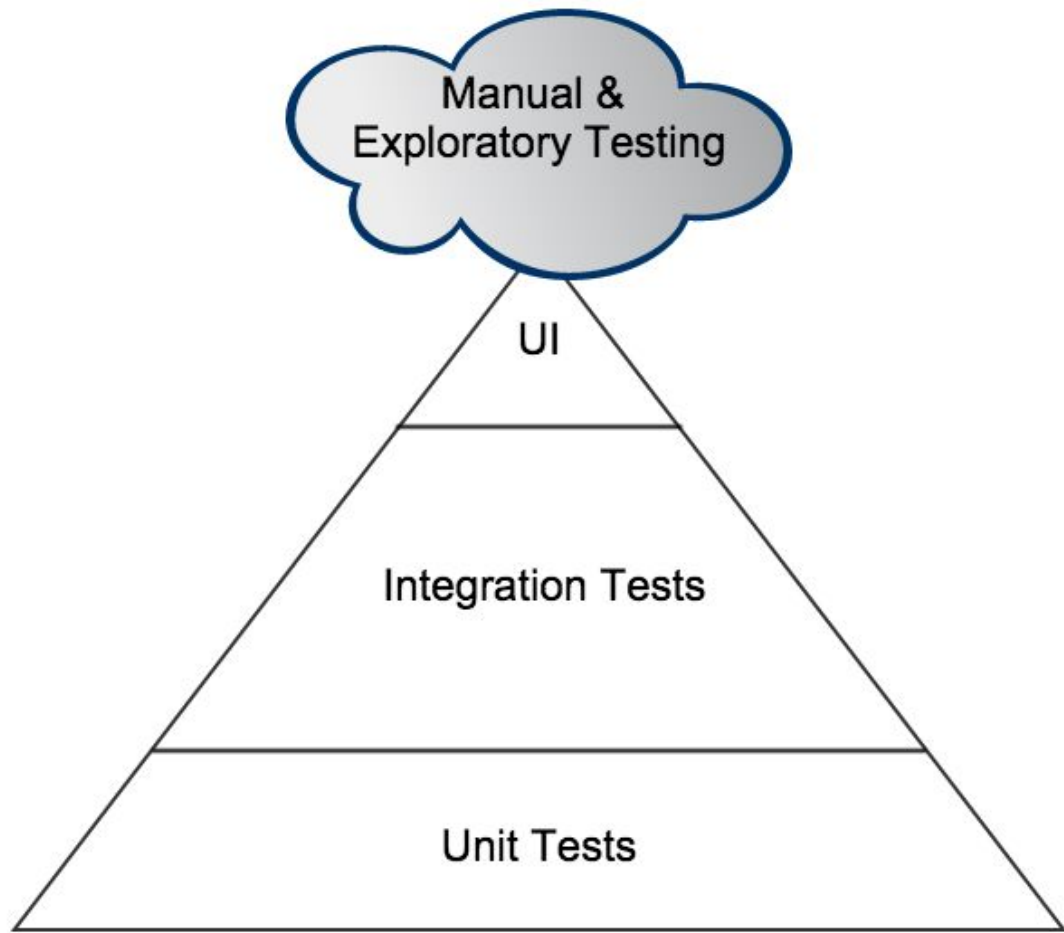 Manual &
Exploratory Testing
UI
Integration Tests
Unit Tests